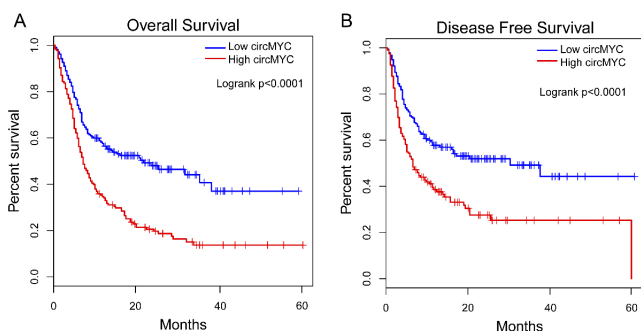 A
Overall Survival
Low circMYC
High circMYC
Logrank p<0.0001
Percent survival
1.0
0.8
0.6
0.4
0.2
0.0
0
20
40
60
Months
B
Disease Free Survival
Low circMYC
High circMYC
Logrank p<0.0001
Percent survival
1.0
0.8
0.6
0.4
0.2
0.0
0
20
40
60
Months